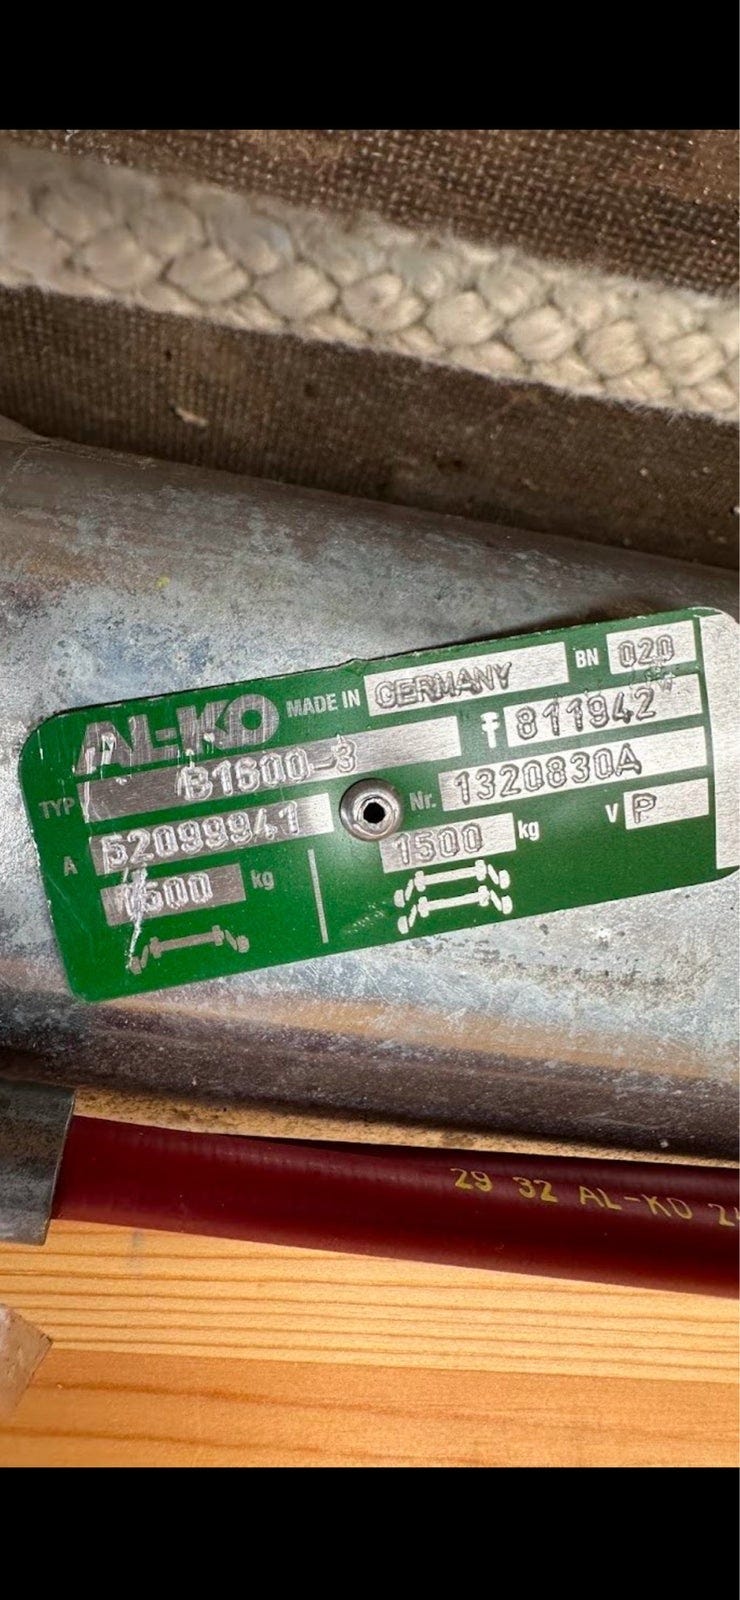 AL-KO MADE IN GERMANY BN 020
TYP B1600-3 811942
A 52099941 Nr. 1320830A
1500 kg 1500 kg V P
29 32 AL-KO